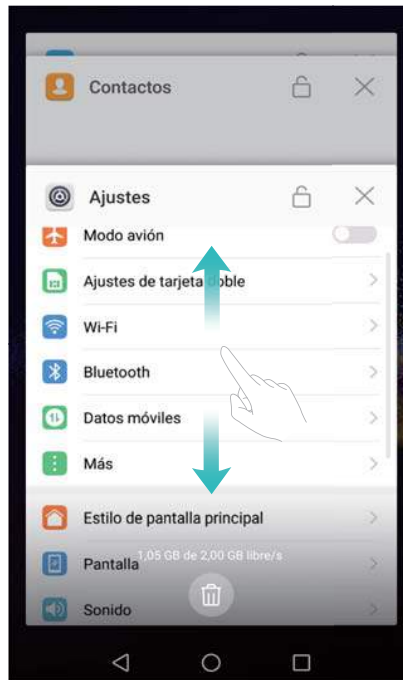 Contactos
Ajustes
Modo avión
Ajustes de tarjeta doble
Wi-Fi
Bluetooth
Datos móviles
Más
Estilo de pantalla principal
1,05 GB de 2,00 GB libre/s
Pantalla
Sonido